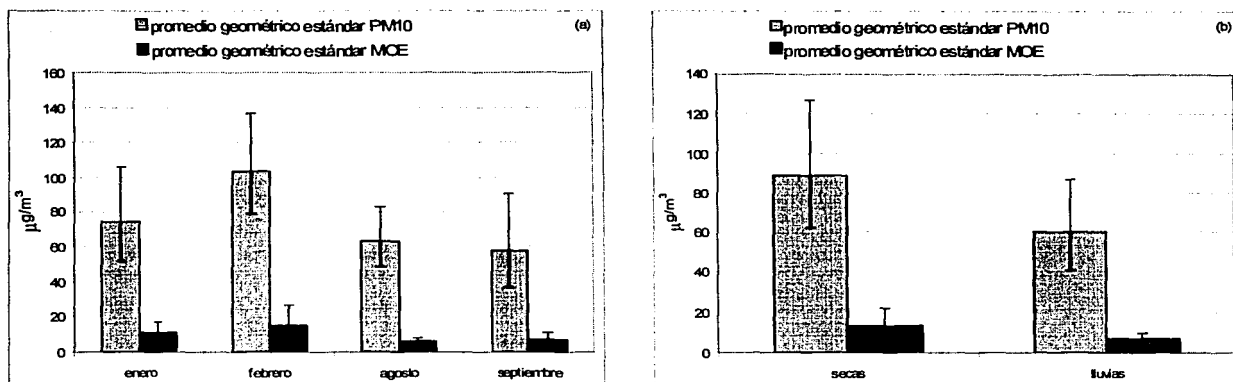 promedio geométrico estándar PM10
promedio geométrico estándar MOE
(a)
160
140
120
100
80
60
40
20
0
µg/m³
enero febrero agosto septiembre
promedio geométrico estándar PM10
promedio geométrico estándar MOE
(b)
140
120
100
80
60
40
20
0
µg/m³
secas lluvias